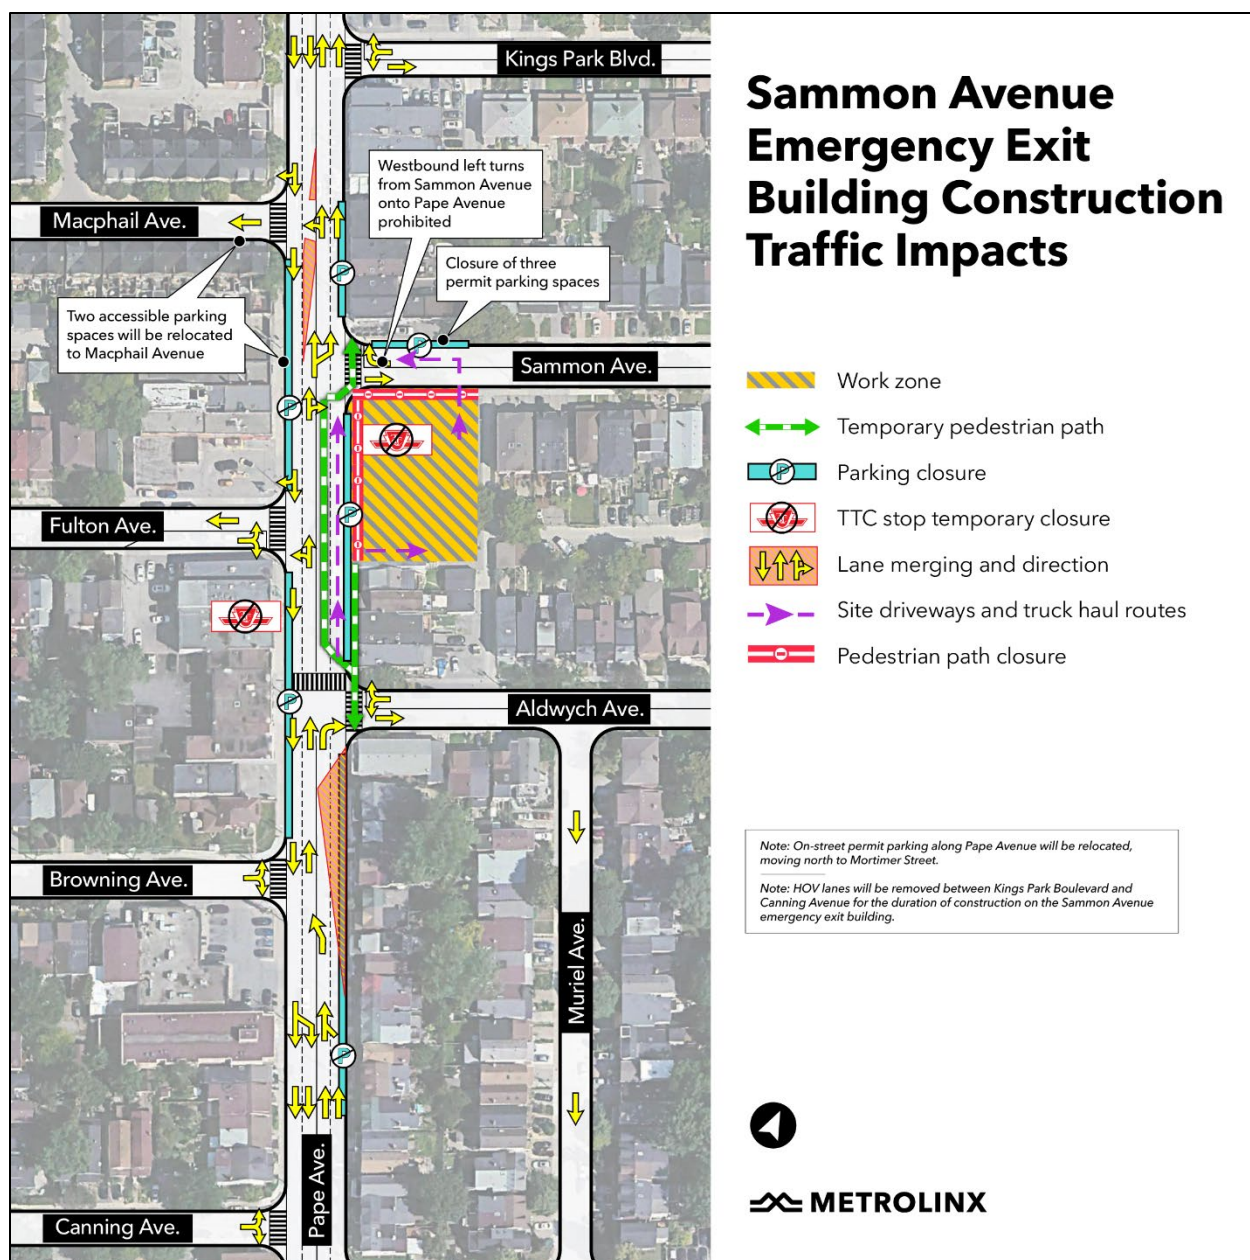 Kings Park Blvd.
Westbound left turns
from Sammon Avenue
onto Pape Avenue
prohibited
Macphail Ave.
Closure of three
permit parking spaces
Two accessible parking
spaces will be relocated
to Macphail Avenue
Sammon Ave.
Fulton Ave.
Aldwych Ave.
Browning Ave.
Muriel Ave.
Pape Ave.
Canning Ave.
P
P
P
P
P
P
Sammon Avenue
Emergency Exit
Building Construction
Traffic Impacts
Work zone
Temporary pedestrian path
P
Parking closure
TTC stop temporary closure
Lane merging and direction
Site driveways and truck haul routes
Pedestrian path closure
Note: On-street permit parking along Pape Avenue will be relocated,
moving north to Mortimer Street.
Note: HOV lanes will be removed between Kings Park Boulevard and
Canning Avenue for the duration of construction on the Sammon Avenue
emergency exit building.
METROLINX